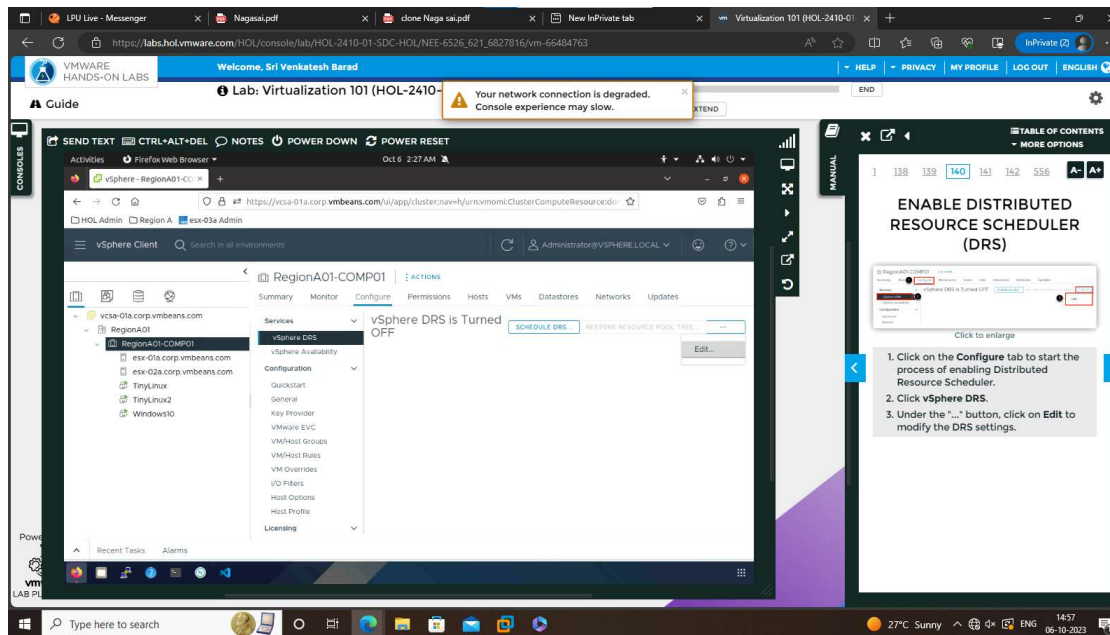 LPU Live - Messenger
Nagasai.pdf
clone Naga sai.pdf
New InPrivate tab
Virtualization 101 (HOL-2410-01-
https://labs.hol.vmware.com/HOL/console/lab/HOL-2410-01-SDC-HOL/NEE-6526_621_6827816/vm-66484763
InPrivate (2)
VMWARE
HANDS-ON LABS
Welcome, Sri Venkatesh Barad
HELP
PRIVACY
MY PROFILE
LOG OUT
ENGLISH
Guide
Lab: Virtualization 101 (HOL-2410-
Your network connection is degraded.
Console experience may slow.
END
CONSOLES
SEND TEXT
CTRL+ALT+DEL
NOTES
POWER DOWN
POWER RESET
Activities
Firefox Web Browser
Oct 6 2:27 AM
vSphere - RegionA01-CO
https://vcsa-01a.corp.vmbeans.com/ui/app/cluster;nav=h/urn:vmomi:ClusterComputeResource:do
HOL Admin
Region A
esx-03a Admin
vSphere Client
Search in all environments
Administrator@VSPHERE.LOCAL
RegionA01-COMP01
ACTIONS
Summary
Monitor
Configure
Permissions
Hosts
VMs
Datastores
Networks
Updates
vcsa-01a.corp.vmbeans.com
RegionA01
RegionA01-COMP01
esx-01a.corp.vmbeans.com
esx-02a.corp.vmbeans.com
TinyLinux
TinyLinux2
Windows10
Services
vSphere DRS
vSphere Availability
Configuration
Quickstart
General
Key Provider
VMware EVC
VM/Host Groups
VM/Host Rules
VM Overrides
I/O Filters
Host Options
Host Profile
Licensing
vSphere DRS is Turned
OFF
SCHEDULE DRS...
RESTORE RESOURCE POOL TREE...
...
Edit...
Recent Tasks
Alarms
MANUAL
TABLE OF CONTENTS
MORE OPTIONS
1 138 139 140 141 142 556
A- A+
ENABLE DISTRIBUTED
RESOURCE SCHEDULER
(DRS)
Click to enlarge
1. Click on the Configure tab to start the
process of enabling Distributed
Resource Scheduler.
2. Click vSphere DRS.
3. Under the "..." button, click on Edit to
modify the DRS settings.
Type here to search
27°C Sunny
ENG
14:57
06-10-2023